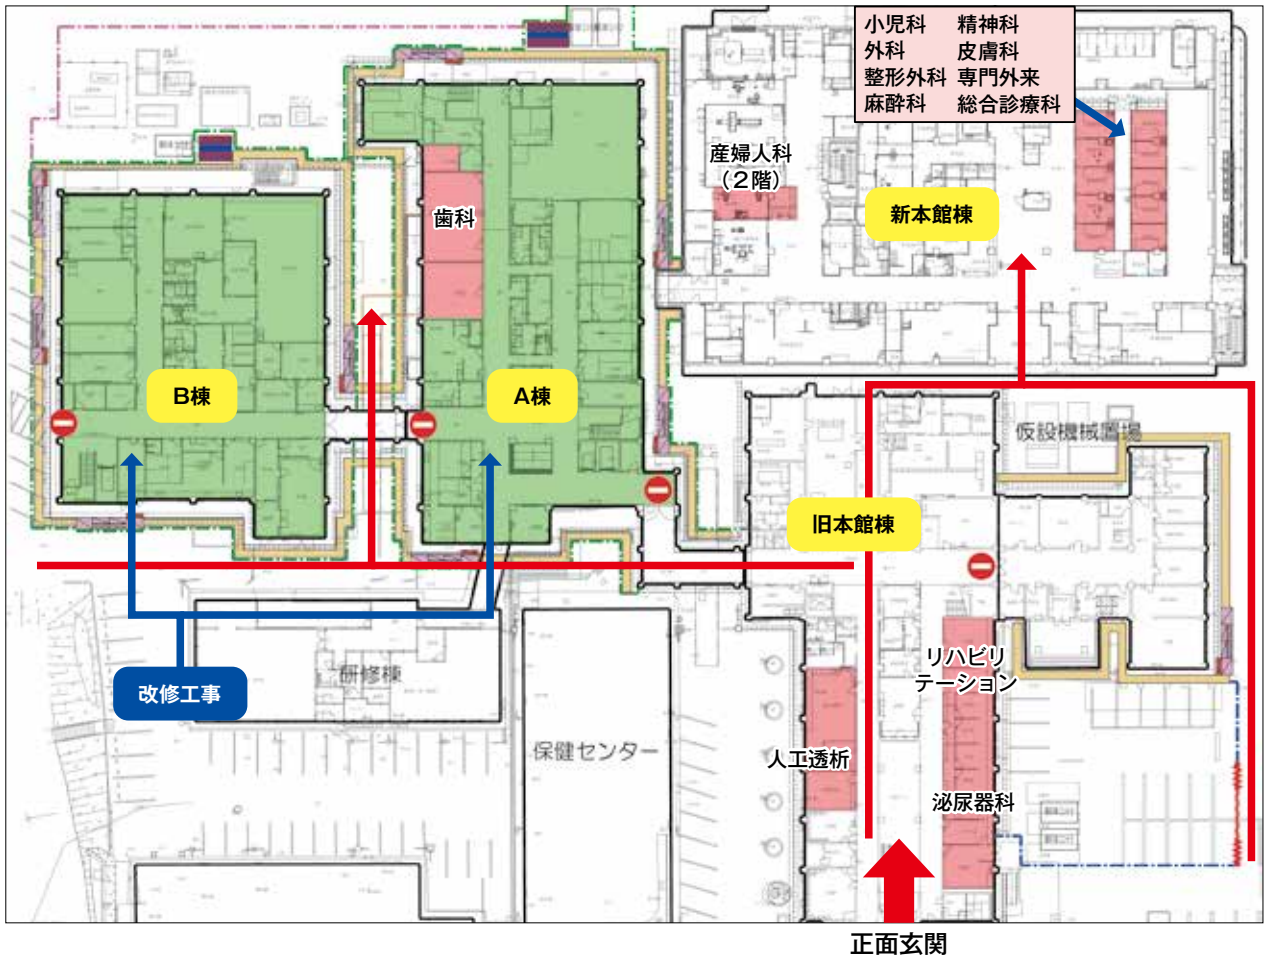 小児科　精神科
外科　皮膚科
整形外科　専門外来
麻酔科　総合診療科
産婦人科
（2階）
新本館棟
歯科
B棟
A棟
仮設機械置場
旧本館棟
リハビリ
テーション
研修棟
改修工事
保健センター
人工透析
泌尿器科
正面玄関